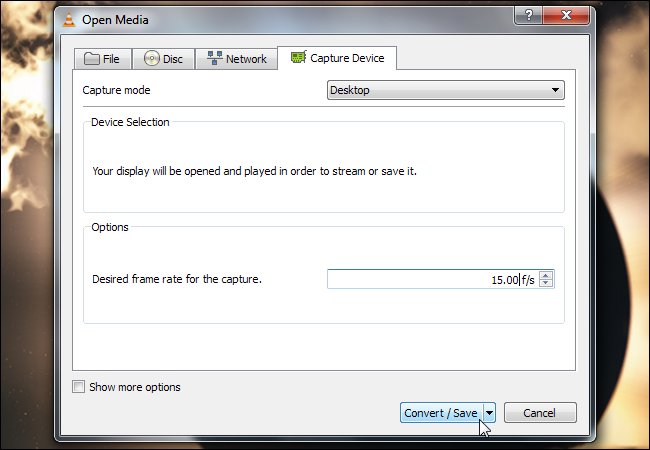 Open Media
?
File
Disc
Network
Capture Device
Capture mode
Desktop
Device Selection
Your display will be opened and played in order to stream or save it.
Options
Desired frame rate for the capture.
15.00 f/s
Show more options
Convert / Save
Cancel